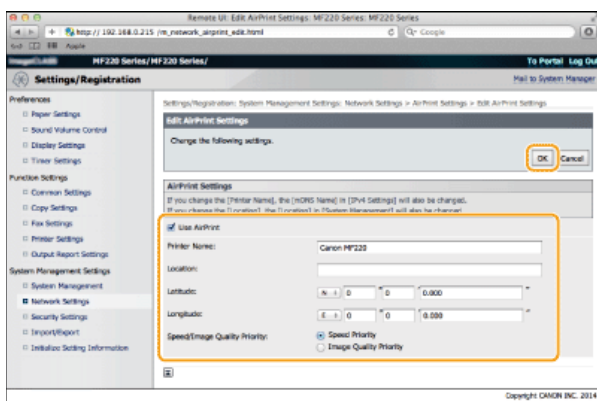 Remote UI: Edit AirPrint Settings: MF220 Series: MF220 Series
http://192.168.0.215/m_network_airprint_edit.html
Google
Apple
MF220 Series/MF220 Series/
To Portal Log Out
Settings/Registration
Mail to System Manager
Preferences
Paper Settings
Sound Volume Control
Display Settings
Timer Settings
Function Settings
Common Settings
Copy Settings
Fax Settings
Printer Settings
Output Report Settings
System Management Settings
System Management
Network Settings
Security Settings
Import/Export
Initialize Setting Information
Settings/Registration: System Management Settings: Network Settings > AirPrint Settings > Edit AirPrint Settings
Edit AirPrint Settings
Change the following settings.
OK Cancel
AirPrint Settings
If you change the [Printer Name], the [mDNS Name] in [IPv4 Settings] will also be changed.
If you change the [Location], the [Location] in [System Management] will also be changed.
Use AirPrint
Printer Name: Canon MF220
Location:
Latitude: N 0 ° 0 ' 0.000 "
Longitude: E 0 ° 0 ' 0.000 "
Speed/Image Quality Priority: Speed Priority
Image Quality Priority
Copyright CANON INC. 2014